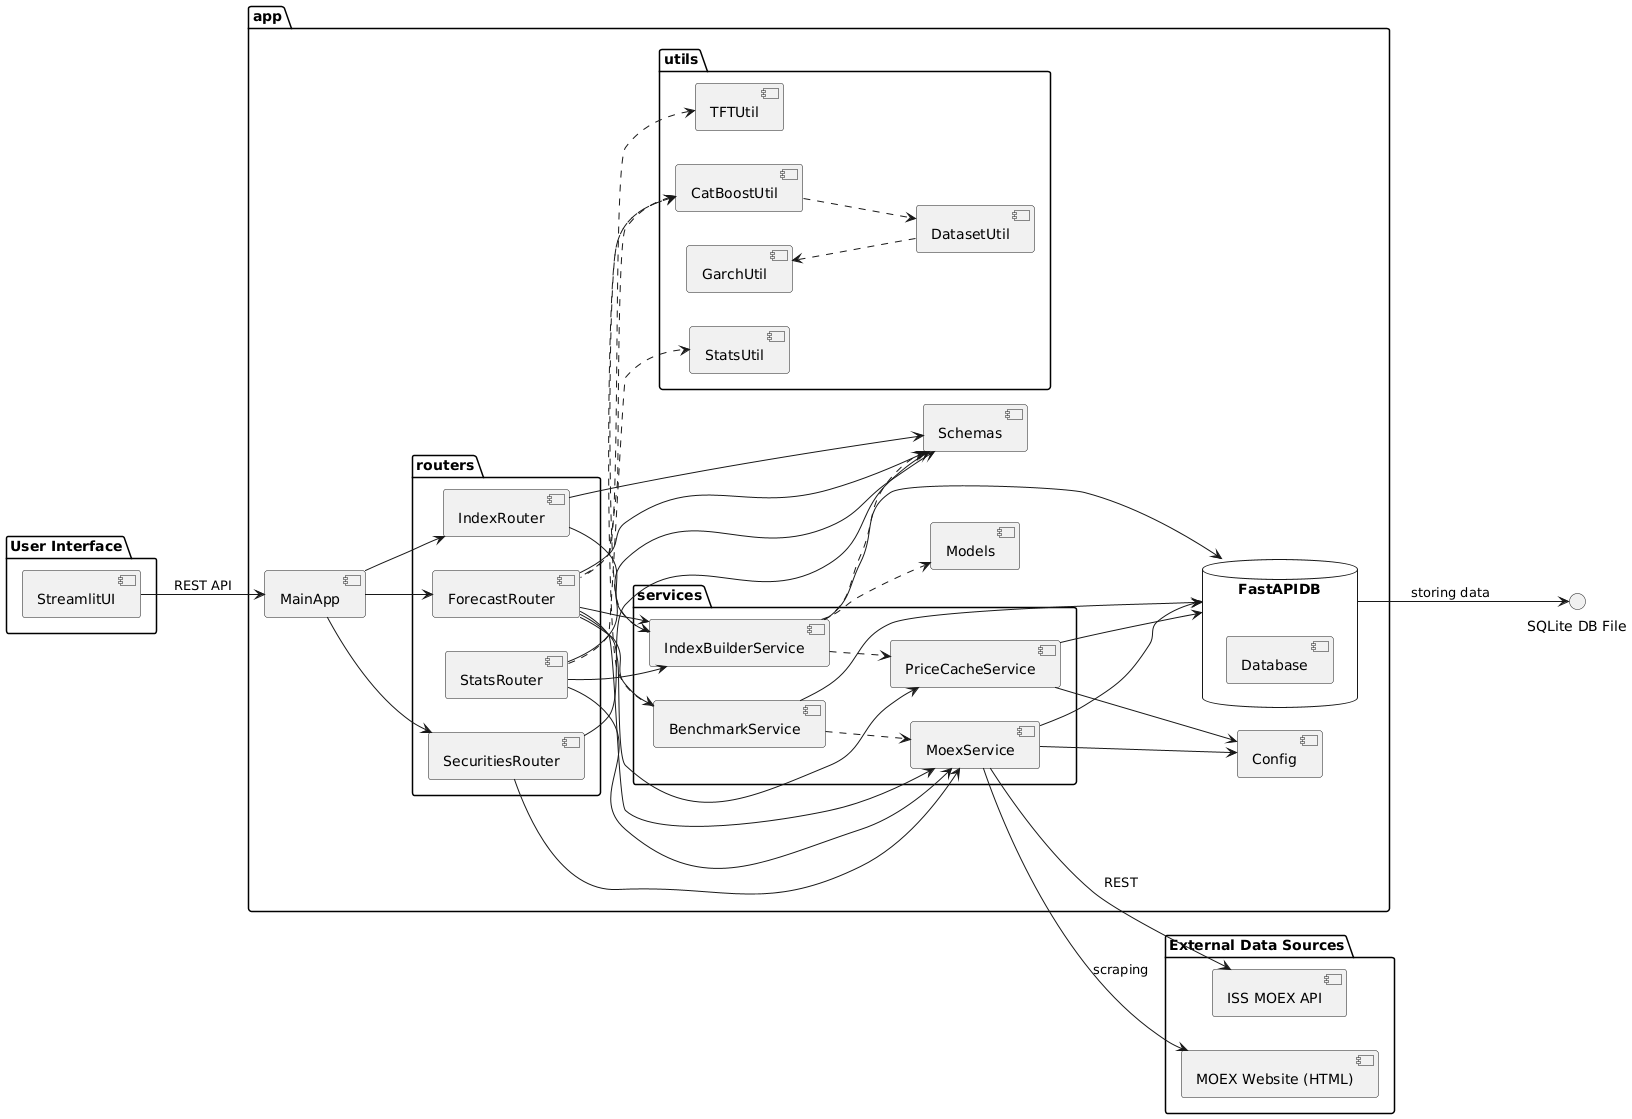 app
utils
TFTUtil
CatBoostUtil
DatasetUtil
GarchUtil
StatsUtil
Schemas
routers
IndexRouter
Models
User Interface
StreamlitUI
REST API
MainApp
ForecastRouter
services
FastAPIDB
storing data
SQLite DB File
IndexBuilderService
PriceCacheService
Database
StatsRouter
BenchmarkService
MoexService
SecuritiesRouter
Config
REST
External Data Sources
scraping
ISS MOEX API
MOEX Website (HTML)